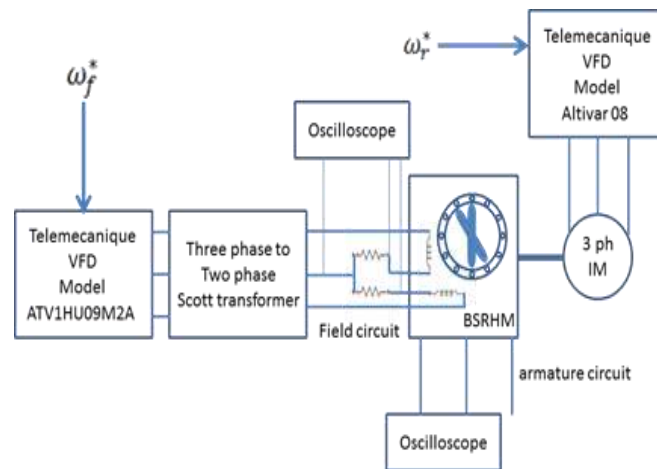 ω*f
ω*r
Telemecanique
VFD
Model
Altivar 08
Oscilloscope
Telemecanique
VFD
Model
ATV1HU09M2A
Three phase to
Two phase
Scott transformer
3 ph
IM
Field circuit
BSRHM
armature circuit
Oscilloscope